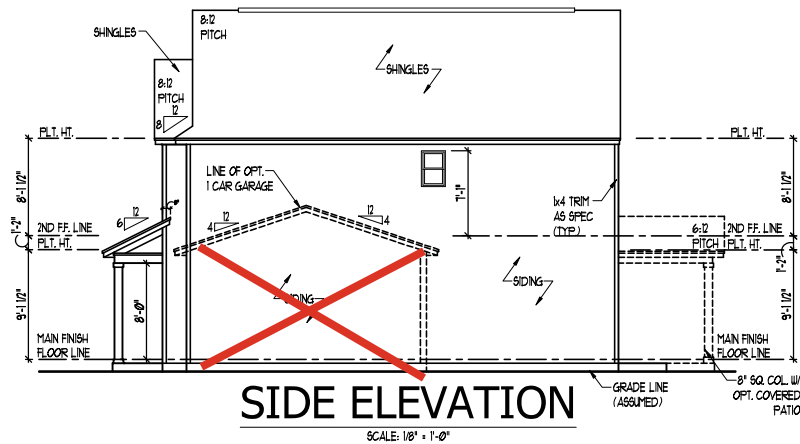 8:12
PITCH
SHINGLES
SHINGLES
8:12
PITCH
12
8
PLT. HT.
PLT. HT.
LINE OF OPT.
1 CAR GARAGE
8'-1 1/2"
7'-1"
1x4 TRIM
AS SPEC
(TYP.)
8'-1 1/2"
12
6
8"
12
4
12
4
1'-2"
2ND F.F. LINE
PLT. HT.
6:12
PITCH
2ND F.F. LINE
PLT. HT.
1'-2"
SIDING
SIDING
9'-1 1/2"
8'-0"
9'-1 1/2"
MAIN FINISH
FLOOR LINE
MAIN FINISH
FLOOR LINE
GRADE LINE
(ASSUMED)
8" SQ. COL. W/
OPT. COVERED
PATIO
SIDE ELEVATION
SCALE: 1/8" = 1'-0"